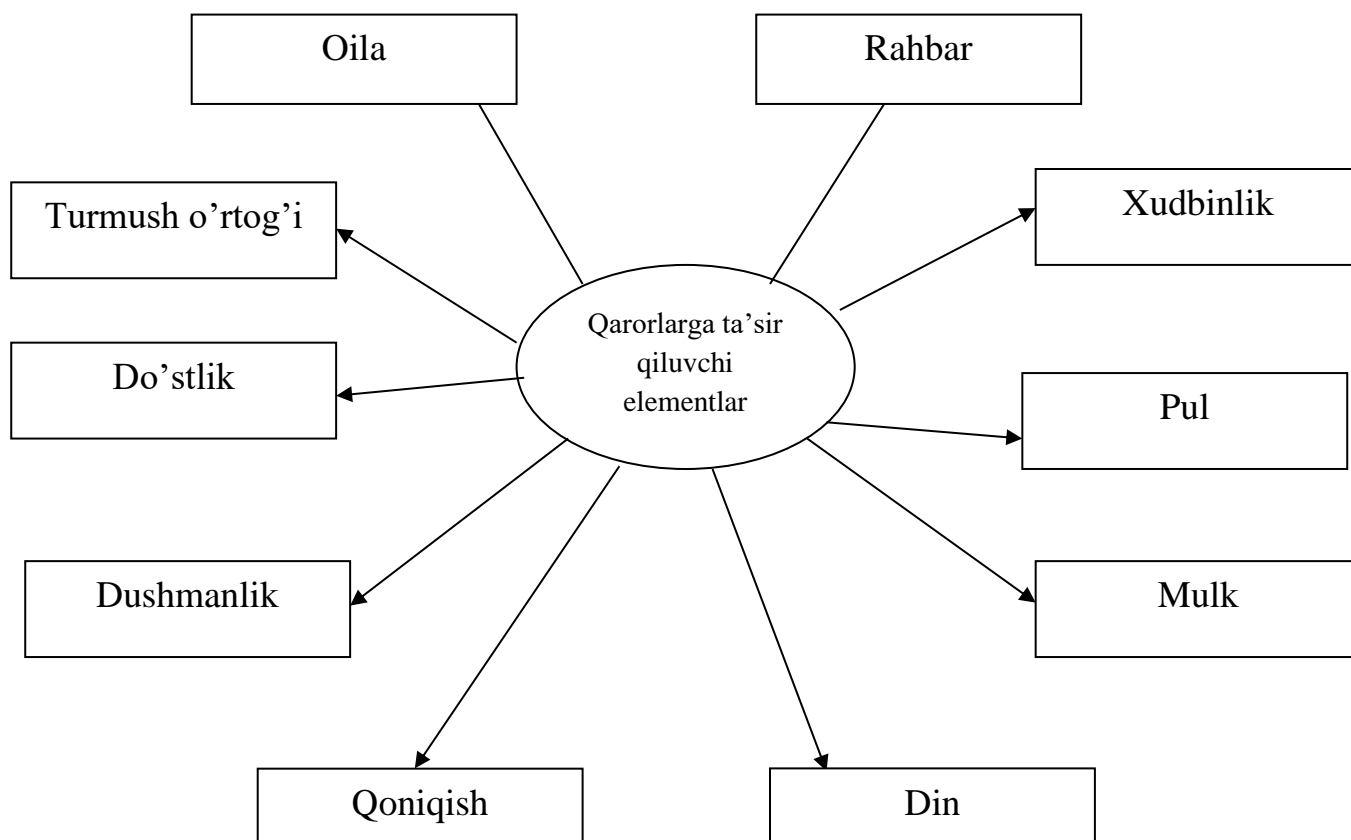 Oila
Rahbar
Turmush o’rtog’i
Xudbinlik
Qarorlarga ta’sir
qiluvchi
elementlar
Do’stlik
Pul
Dushmanlik
Mulk
Qoniqish
Din